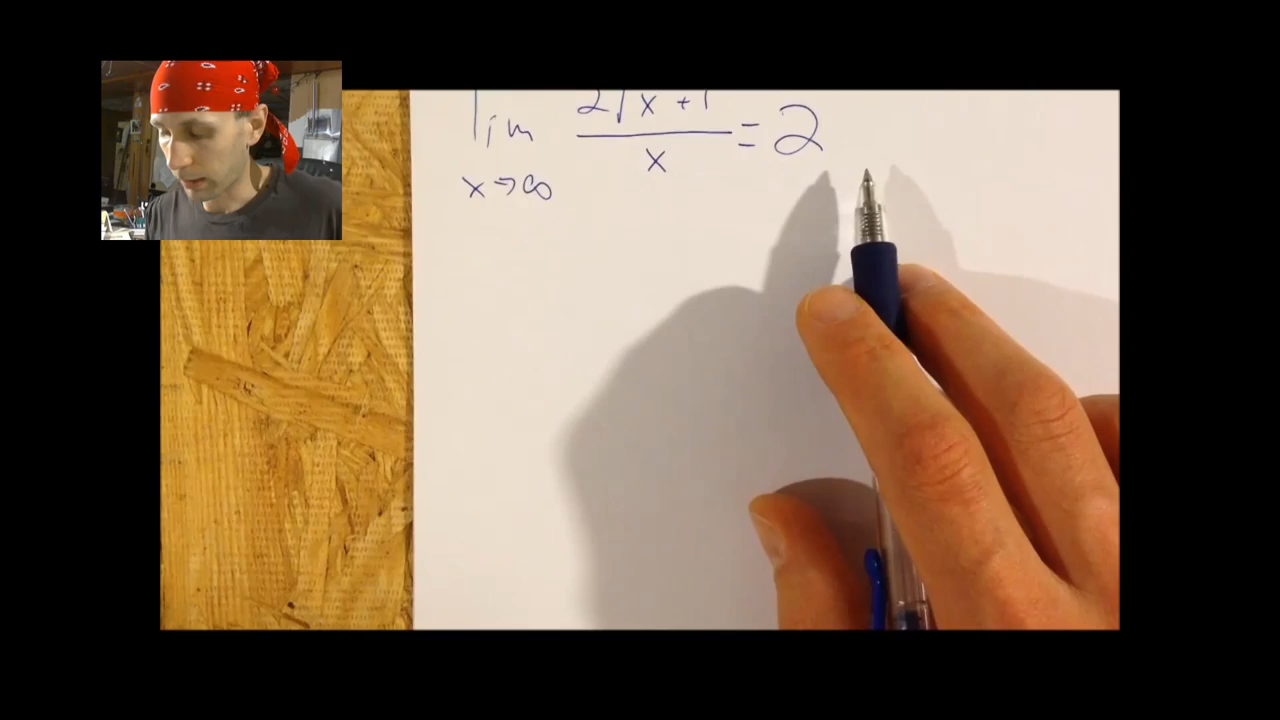 lim 2√x+1 / x = 2
x→∞